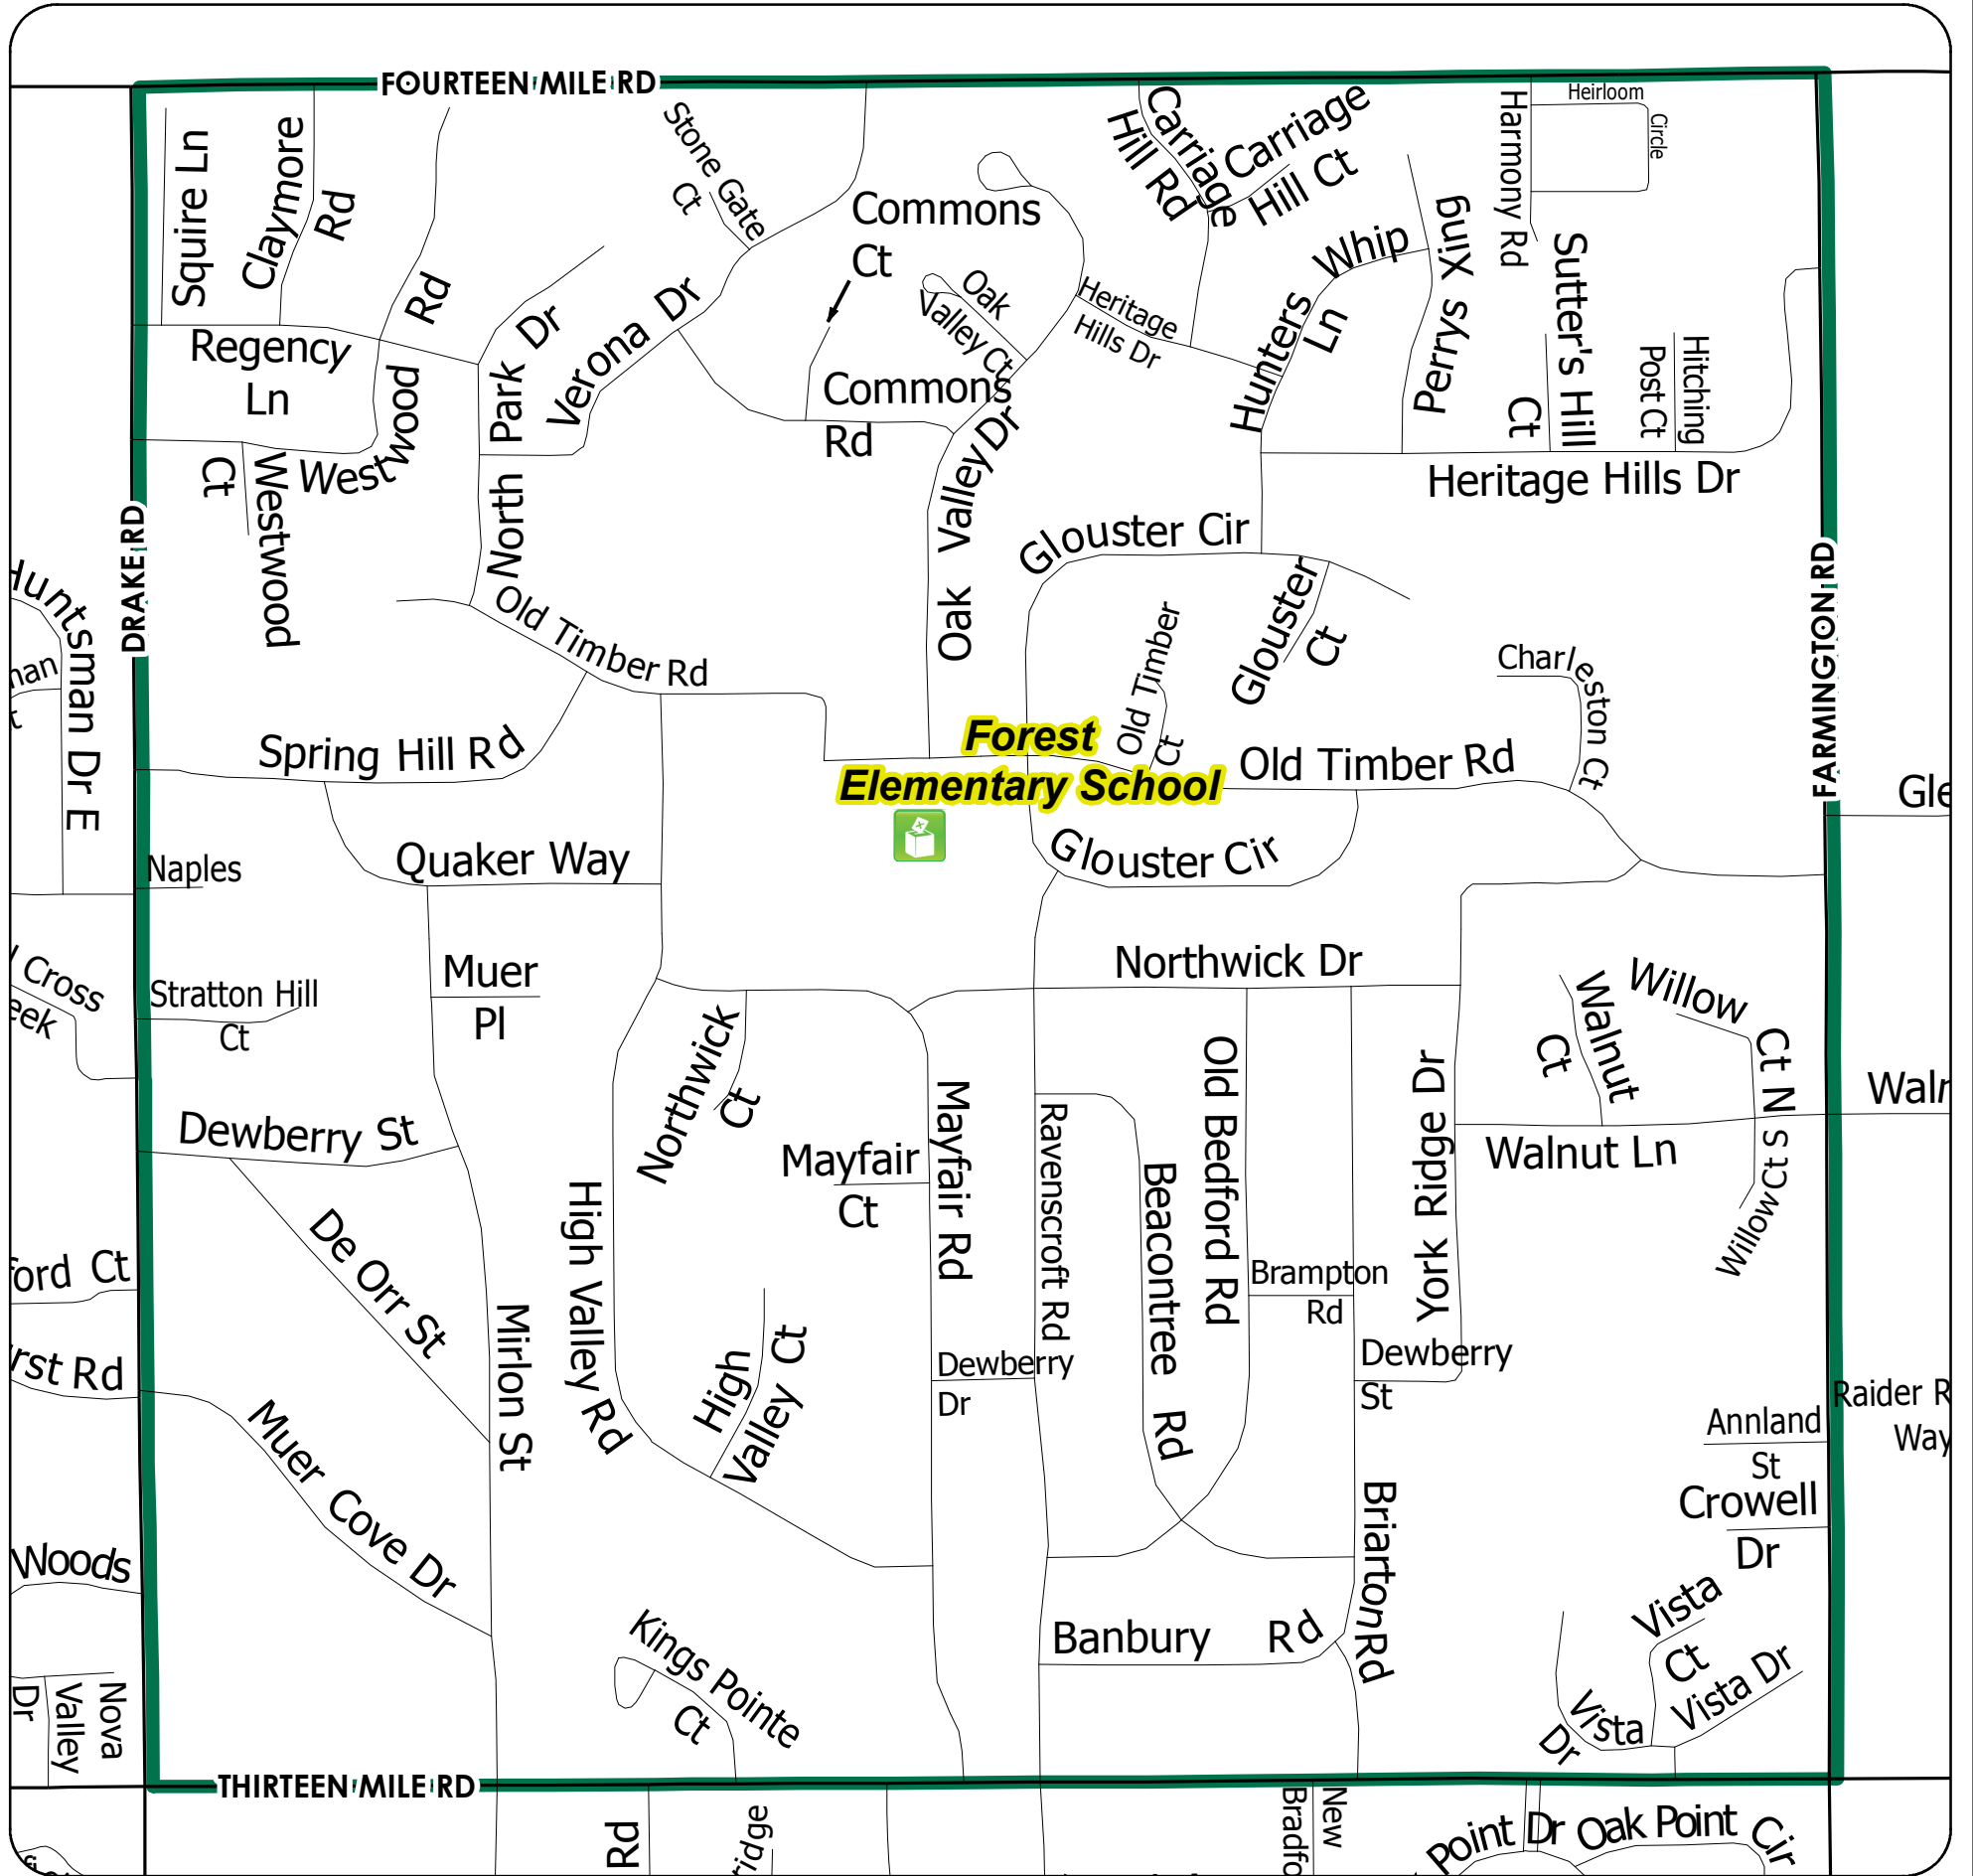 FOURTEEN MILE RD
Heirloom
Circle
Harmony Rd
Carriage
Hill Rd
Carriage
Hill Ct
Stone Gate
Ct
Squire Ln
Claymore
Rd
Commons
Ct
Rd
Regency
Ln
Park Dr
North
Verona Dr
Oak
Valley Ct
Heritage
Hills Dr
Whip
Hunters
Ln
Perrys Xing
Sutter's Hill
Ct
Hitching
Post Ct
Commons
Rd
Westwood
Westwood
Ct
Oak Valley Dr
Heritage Hills Dr
DRAKE RD
FARMINGTON RD
Glouster Cir
Glouster
Ct
Huntsman Dr E
Old Timber Rd
Old Timber
Ct
Charleston Ct
Spring Hill Rd
Forest
Elementary School
Old Timber Rd
Glouster Cir
Quaker Way
Naples
Muer
Pl
Cross
Stratton Hill
Ct
Northwick Dr
Northwick
Ct
Willow
Ct N
Walnut
Ct
Walnut Ln
Willow Ct S
Dewberry St
De Orr St
Mayfair
Ct
Mayfair Rd
Ravenscroft Rd
Beacontree Rd
Old Bedford Rd
Brampton
Rd
York Ridge Dr
High Valley Rd
High
Valley Ct
Mirlon St
Ct
Rd
Dewberry
Dr
Dewberry
St
Raider R
Way
Annland
St
Crowell
Dr
Muer Cove Dr
Woods
Banbury Rd
Briarton Rd
Kings Pointe
Ct
Vista
Ct
Vista Dr
Vista
Dr
Nova
Valley
Dr
THIRTEEN MILE RD
Rd
New
Point Dr
Oak Point Cir